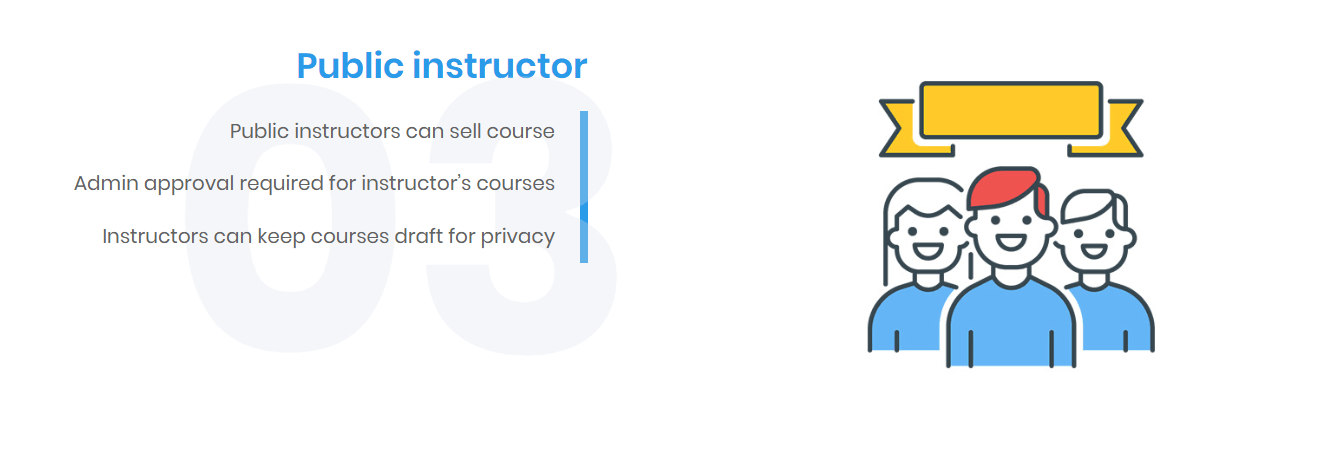 Public instructor
03
Public instructors can sell course
Admin approval required for instructor’s courses
Instructors can keep courses draft for privacy